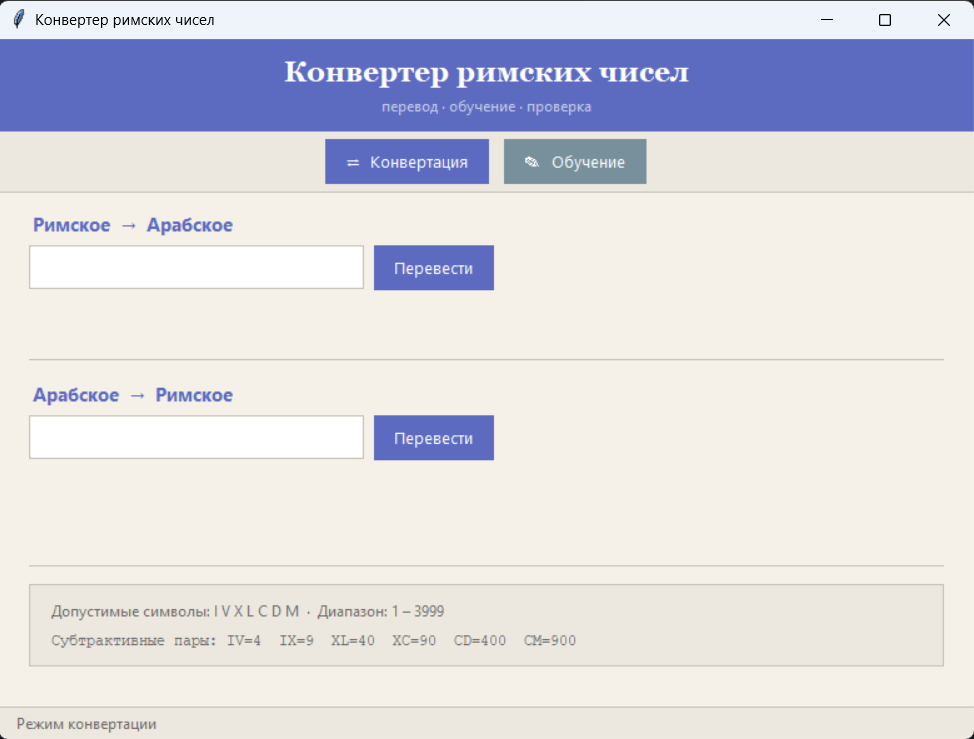 Конвертер римских чисел
Конвертер римских чисел
перевод · обучение · проверка
⇌ Конвертация ✎ Обучение
Римское → Арабское
Перевести
Арабское → Римское
Перевести
Допустимые символы: I V X L C D M · Диапазон: 1 – 3999
Субтрактивные пары: IV=4 IX=9 XL=40 XC=90 CD=400 CM=900
Режим конвертации